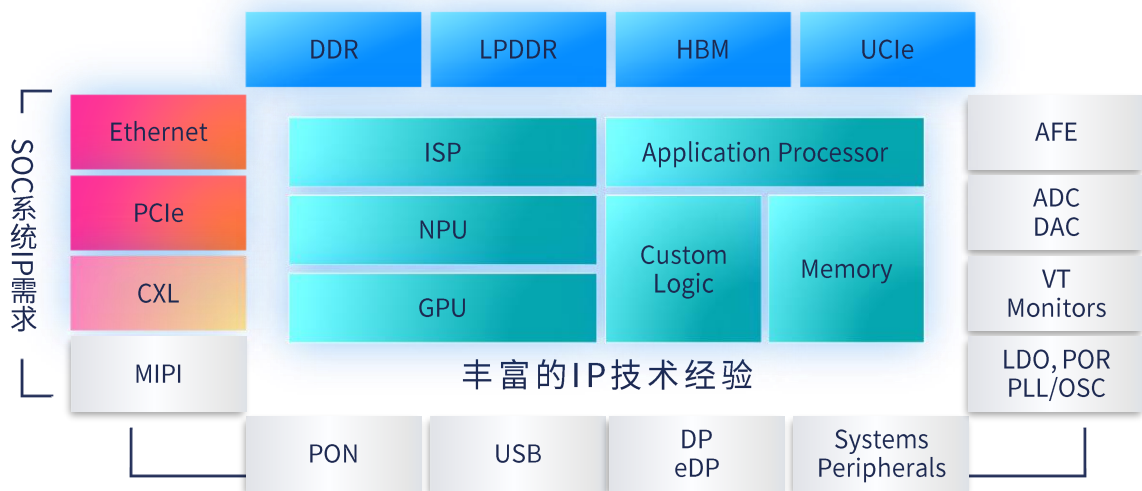 DDR
LPDDR
HBM
UCIe
SOC系统IP需求
Ethernet
PCIe
CXL
MIPI
ISP
NPU
GPU
Application Processor
Custom
Logic
Memory
丰富的IP技术经验
AFE
ADC
DAC
VT
Monitors
LDO, POR
PLL/OSC
PON
USB
DP
eDP
Systems
Peripherals